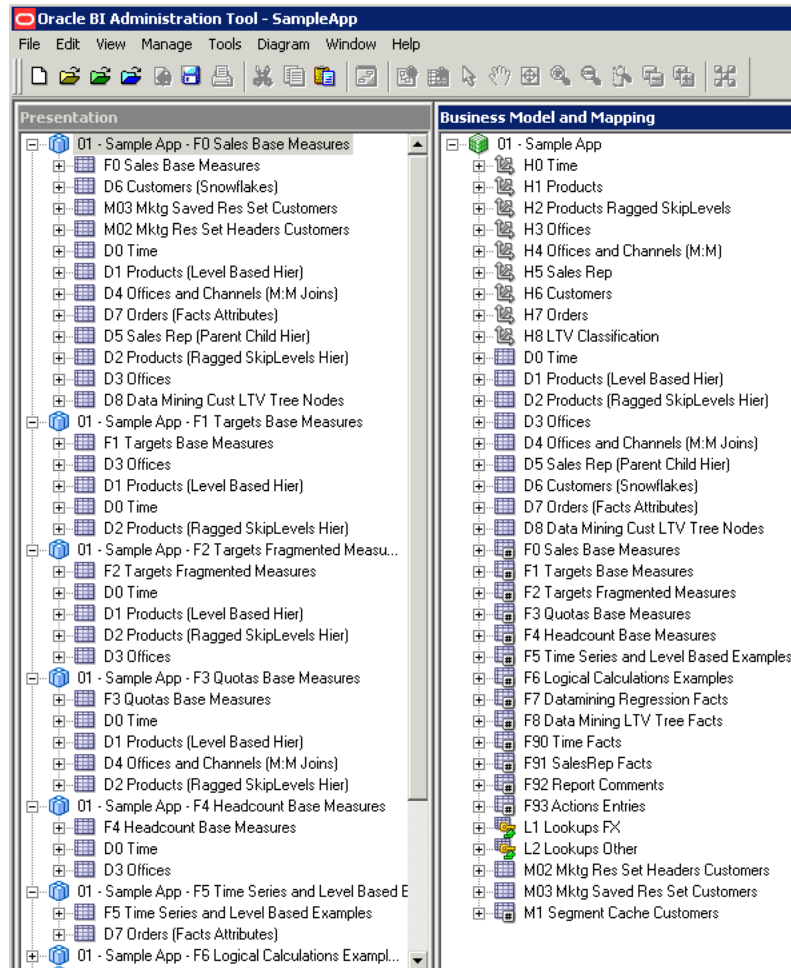 Oracle BI Administration Tool - SampleApp
File Edit View Manage Tools Diagram Window Help
Presentation
01 - Sample App - F0 Sales Base Measures
F0 Sales Base Measures
D6 Customers (Snowflakes)
M03 Mktg Saved Res Set Customers
M02 Mktg Res Set Headers Customers
D0 Time
D1 Products (Level Based Hier)
D4 Offices and Channels (M:M Joins)
D7 Orders (Facts Attributes)
D5 Sales Rep (Parent Child Hier)
D2 Products (Ragged SkipLevels Hier)
D3 Offices
D8 Data Mining Cust LTV Tree Nodes
01 - Sample App - F1 Targets Base Measures
F1 Targets Base Measures
D3 Offices
D1 Products (Level Based Hier)
D0 Time
D2 Products (Ragged SkipLevels Hier)
01 - Sample App - F2 Targets Fragmented Measu...
F2 Targets Fragmented Measures
D0 Time
D1 Products (Level Based Hier)
D2 Products (Ragged SkipLevels Hier)
D3 Offices
01 - Sample App - F3 Quotas Base Measures
F3 Quotas Base Measures
D0 Time
D1 Products (Level Based Hier)
D4 Offices and Channels (M:M Joins)
D2 Products (Ragged SkipLevels Hier)
01 - Sample App - F4 Headcount Base Measures
F4 Headcount Base Measures
D0 Time
D3 Offices
01 - Sample App - F5 Time Series and Level Based E
F5 Time Series and Level Based Examples
D7 Orders (Facts Attributes)
01 - Sample App - F6 Logical Calculations Exampl...
Business Model and Mapping
01 - Sample App
H0 Time
H1 Products
H2 Products Ragged SkipLevels
H3 Offices
H4 Offices and Channels (M:M)
H5 Sales Rep
H6 Customers
H7 Orders
H8 LTV Classification
D0 Time
D1 Products (Level Based Hier)
D2 Products (Ragged SkipLevels Hier)
D3 Offices
D4 Offices and Channels (M:M Joins)
D5 Sales Rep (Parent Child Hier)
D6 Customers (Snowflakes)
D7 Orders (Facts Attributes)
D8 Data Mining Cust LTV Tree Nodes
F0 Sales Base Measures
F1 Targets Base Measures
F2 Targets Fragmented Measures
F3 Quotas Base Measures
F4 Headcount Base Measures
F5 Time Series and Level Based Examples
F6 Logical Calculations Examples
F7 Datamining Regression Facts
F8 Data Mining LTV Tree Facts
F90 Time Facts
F91 SalesRep Facts
F92 Report Comments
F93 Actions Entries
L1 Lookups FX
L2 Lookups Other
M02 Mktg Res Set Headers Customers
M03 Mktg Saved Res Set Customers
M1 Segment Cache Customers